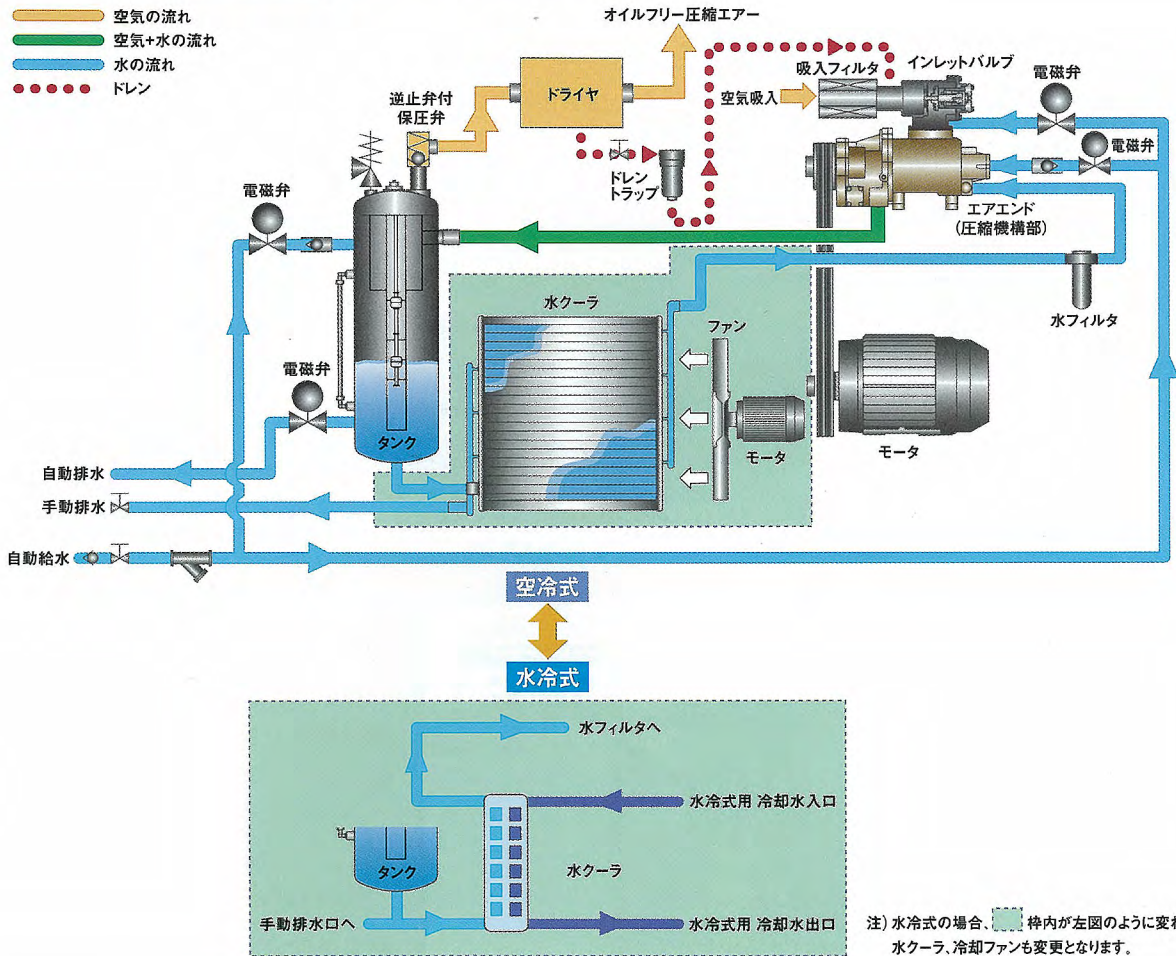 空気の流れ
空気+水の流れ
水の流れ
ドレン
オイルフリー圧縮エアー
逆止弁付
保圧弁
ドライヤ
吸入フィルタ
インレットバルブ
空気吸入
電磁弁
電磁弁
電磁弁
ドレン
トラップ
エアエンド
(圧縮機構部)
水クーラ
ファン
水フィルタ
電磁弁
タンク
モータ
モータ
自動排水
手動排水
自動給水
空冷式
水冷式
水フィルタへ
水冷式用 冷却水入口
タンク
水クーラ
手動排水口へ
水冷式用 冷却水出口
注) 水冷式の場合、 枠内が左図のように変わ
水クーラ、冷却ファンも変更となります。